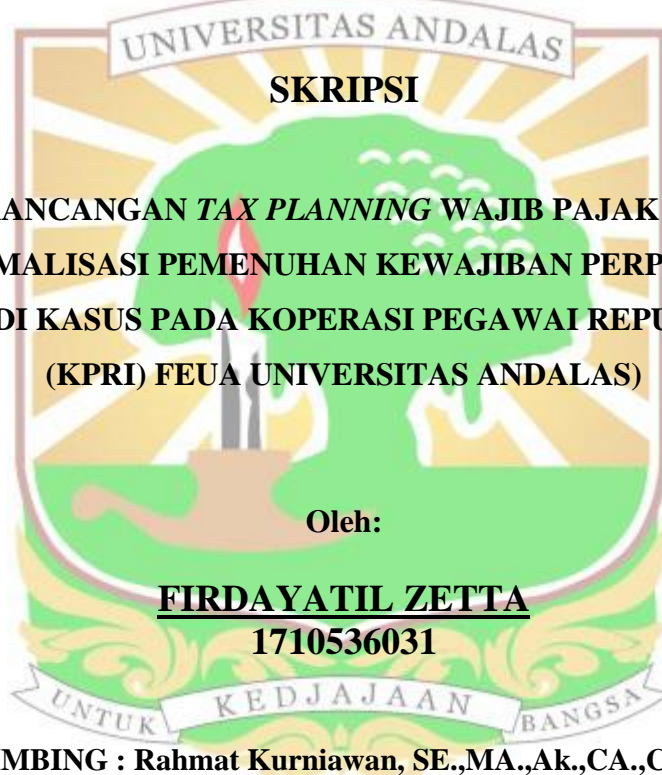 UNIVERSITAS ANDALAS
SKRIPSI
ANCANGAN TAX PLANNING WAJIB PAJAK
MALISASI PEMENUHAN KEWAJIBAN PERP
DI KASUS PADA KOPERASI PEGAWAI REPU
(KPRI) FEUA UNIVERSITAS ANDALAS)
Oleh:
FIRDAYATIL ZETTA
1710536031
UNTUK KEDJAJAAN BANGSA
MBING : Rahmat Kurniawan, SE.,MA.,Ak.,CA.,C